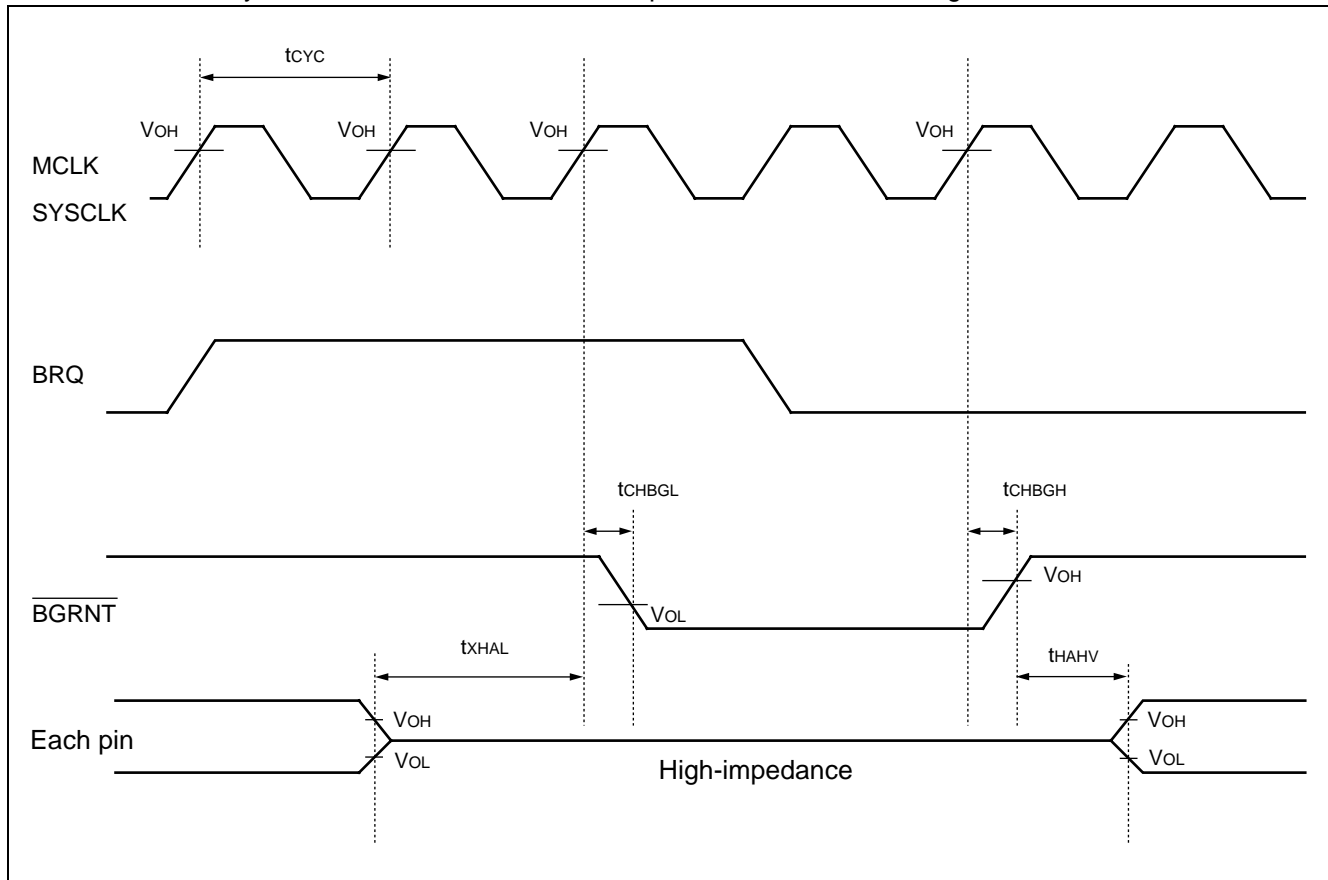 tCYC
VOH VOH VOH VOH
MCLK
SYSCLK
BRQ
tCHBGL tCHBGH
BGRNT
VOL
VOH
tXHAL tHAHV
Each pin
VOH
VOL
High-impedance
VOH
VOL